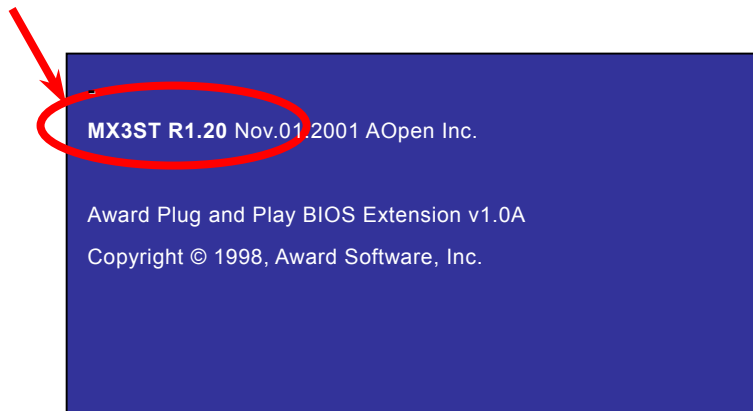 MX3ST R1.20 Nov.01.2001 AOpen Inc.
Award Plug and Play BIOS Extension v1.0A
Copyright © 1998, Award Software, Inc.